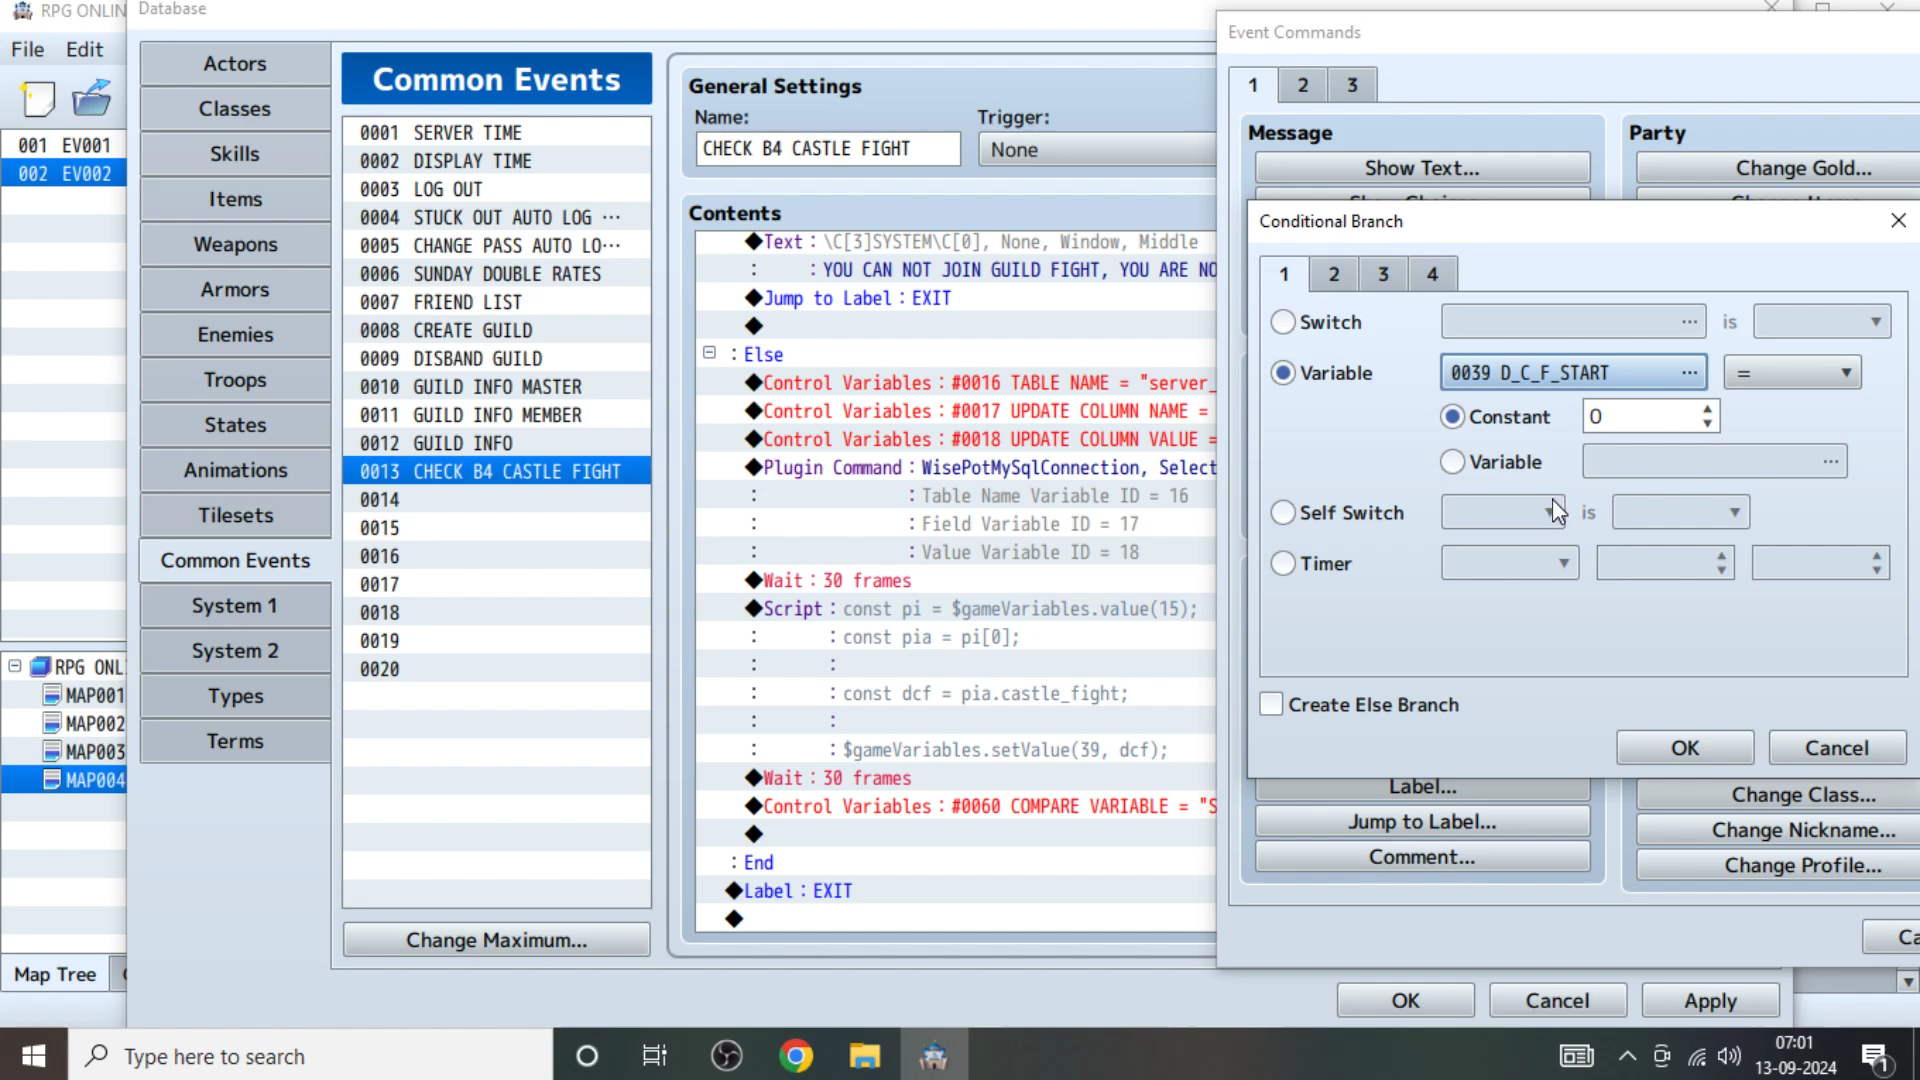 RPG ONLIN
Database
File Edit
001 EV001
002 EV002
RPG ONL
MAP001
MAP002
MAP003
MAP004
Map Tree
Actors
Classes
Skills
Items
Weapons
Armors
Enemies
Troops
States
Animations
Tilesets
Common Events
System 1
System 2
Types
Terms
Common Events
0001 SERVER TIME
0002 DISPLAY TIME
0003 LOG OUT
0004 STUCK OUT AUTO LOG ...
0005 CHANGE PASS AUTO LO...
0006 SUNDAY DOUBLE RATES
0007 FRIEND LIST
0008 CREATE GUILD
0009 DISBAND GUILD
0010 GUILD INFO MASTER
0011 GUILD INFO MEMBER
0012 GUILD INFO
0013 CHECK B4 CASTLE FIGHT
0014
0015
0016
0017
0018
0019
0020
Change Maximum...
General Settings
Name: Trigger:
CHECK B4 CASTLE FIGHT None
Contents
◆Text：\C[3]SYSTEM\C[0], None, Window, Middle
： ：YOU CAN NOT JOIN GUILD FIGHT, YOU ARE NO
◆Jump to Label：EXIT
◆
：Else
◆Control Variables：#0016 TABLE NAME = "server_
◆Control Variables：#0017 UPDATE COLUMN NAME =
◆Control Variables：#0018 UPDATE COLUMN VALUE =
◆Plugin Command：WisePotMySqlConnection, Select
： ：Table Name Variable ID = 16
： ：Field Variable ID = 17
： ：Value Variable ID = 18
◆Wait：30 frames
◆Script：const pi = $gameVariables.value(15);
： ：const pia = pi[0];
： ：
： ：const dcf = pia.castle_fight;
： ：
： ：$gameVariables.setValue(39, dcf);
◆Wait：30 frames
◆Control Variables：#0060 COMPARE VARIABLE = "S
◆
：End
◆Label：EXIT
◆
OK Cancel Apply
Event Commands
1 2 3
Message Party
Show Text... Change Gold...
Conditional Branch
1 2 3 4
Switch ... is
Variable 0039 D_C_F_START ... =
Constant 0
Variable ...
Self Switch is
Timer
Create Else Branch
OK Cancel
Label... Change Class...
Jump to Label... Change Nickname...
Comment... Change Profile...
Ca
Type here to search
07:01
13-09-2024
1